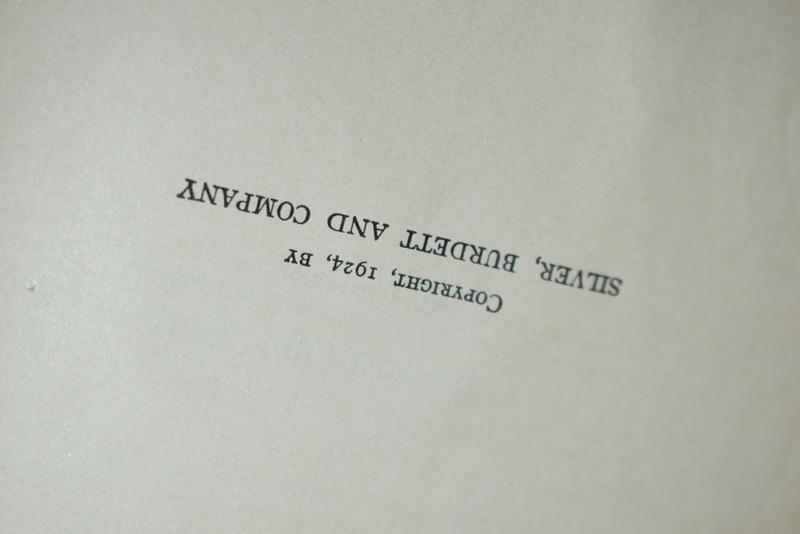 Copyright, 1924, by
SILVER, BURDETT AND COMPANY